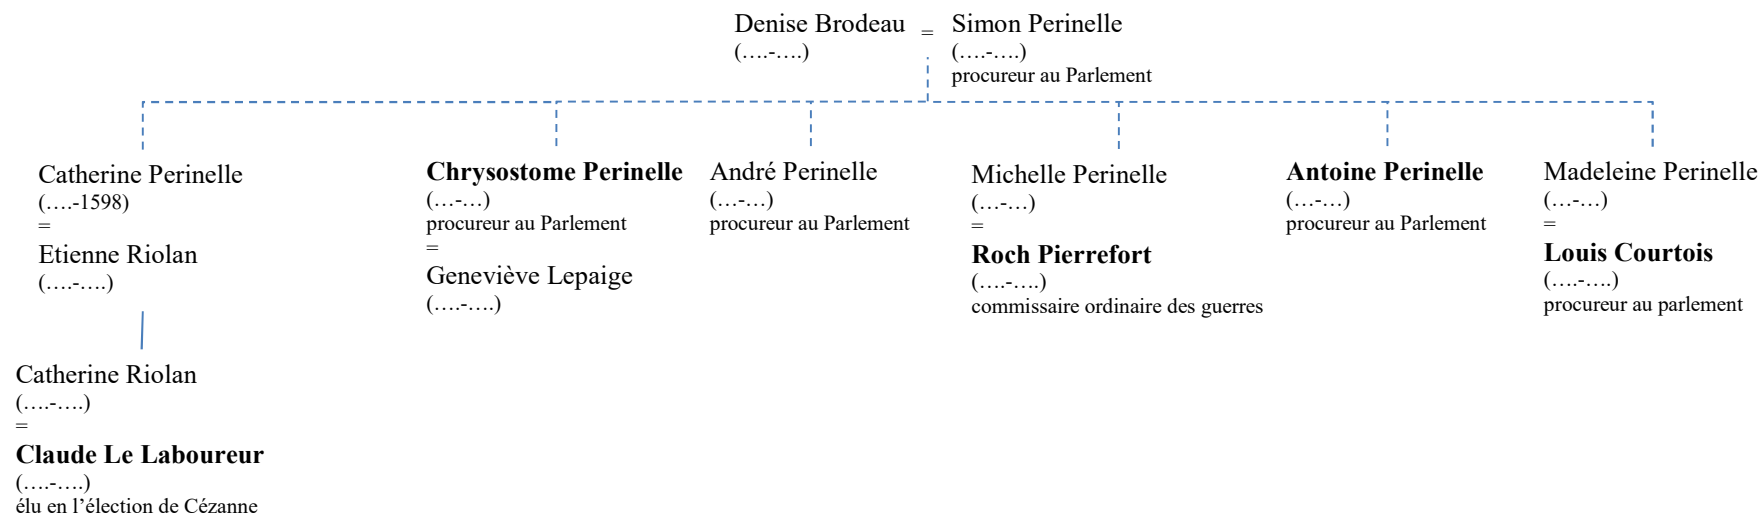 Denise Brodeau = Simon Perinelle
(….-….) (….-….)
procureur au Parlement
Catherine Perinelle
(….-1598)
=
Etienne Riolan
(….-….)
Chrysostome Perinelle
(…-…)
procureur au Parlement
=
Geneviève Lepaige
(….-….)
André Perinelle
(…-…)
procureur au Parlement
Michelle Perinelle
(…-…)
=
Roch Pierrefort
(….-….)
commissaire ordinaire des guerres
Antoine Perinelle
(…-…)
procureur au Parlement
Madeleine Perinelle
(…-…)
=
Louis Courtois
(….-….)
procureur au parlement
Catherine Riolan
(….-….)
=
Claude Le Laboureur
(….-….)
élu en l’élection de Cézanne